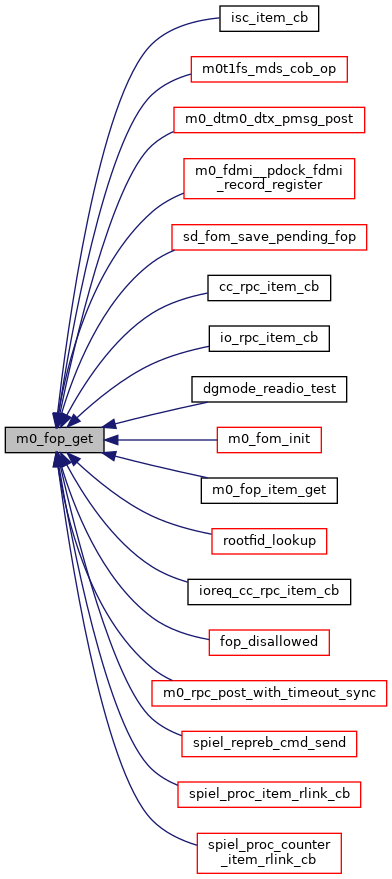 isc_item_cb
m0t1fs_mds_cob_op
m0_dtm0_dtx_pmsg_post
m0_fdmi__pdock_fdmi
_record_register
sd_fom_save_pending_fop
cc_rpc_item_cb
io_rpc_item_cb
dgmode_readio_test
m0_fop_get
m0_fom_init
m0_fop_item_get
rootfid_lookup
ioreq_cc_rpc_item_cb
fop_disallowed
m0_rpc_post_with_timeout_sync
spiel_repreb_cmd_send
spiel_proc_item_rlink_cb
spiel_proc_counter
_item_rlink_cb